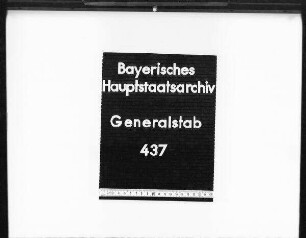 Bayerisches
Hauptstaatsarchiv
Generalstab
437